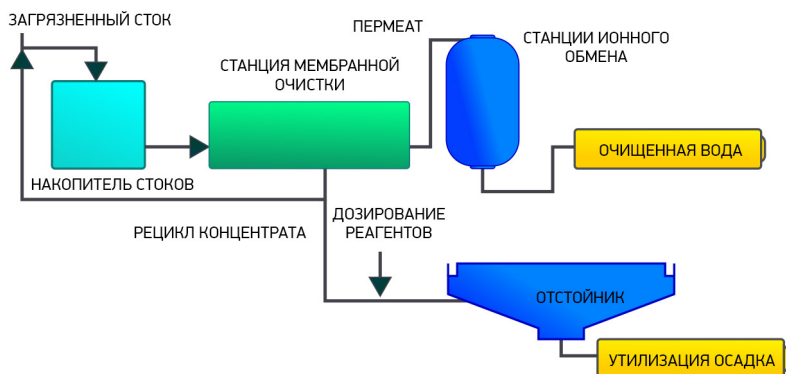 ЗАГРЯЗНЕННЫЙ СТОК
ПЕРМЕАТ
СТАНЦИИ ИОННОГО
ОБМЕНА
СТАНЦИЯ МЕМБРАННОЙ
ОЧИСТКИ
ОЧИЩЕННАЯ ВОДА
НАКОПИТЕЛЬ СТОКОВ
РЕЦИКЛ КОНЦЕНТРАТА
ДОЗИРОВАНИЕ
РЕАГЕНТОВ
ОТСТОЙНИК
УТИЛИЗАЦИЯ ОСАДКА